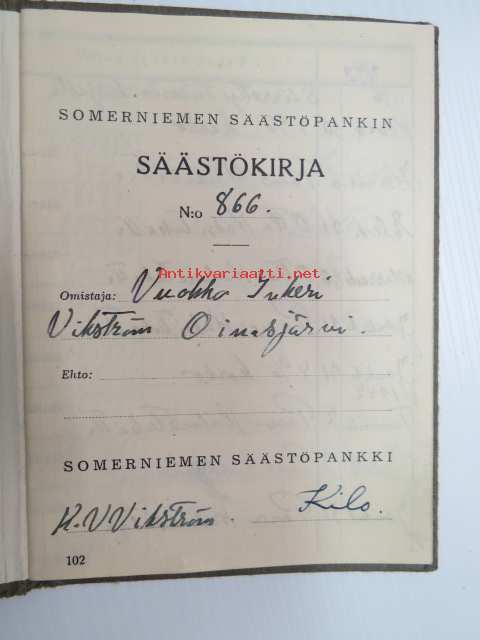 SOMERNIEMEN SÄÄSTÖPANKIN
SÄÄSTÖKIRJA
N:o 866.
Antikvariaatti.net
Omistaja: Vuokko Inkeri
Vikström Oinasjärvi
Ehto:
SOMERNIEMEN SÄÄSTÖPANKKI
K. V Vikström. Kilo.
102